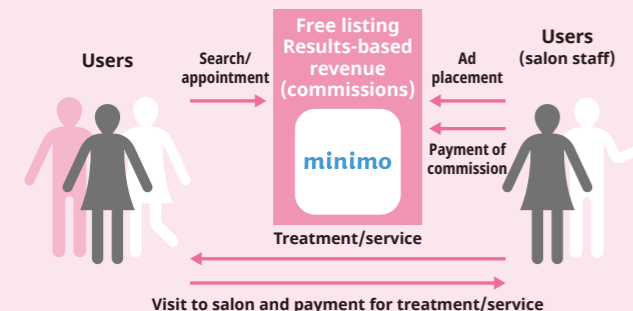 Users
Search/
appointment
Free listing
Results-based
revenue
(commissions)
minimo
Ad
placement
Users
(salon staff)
Payment of
commission
Treatment/service
Visit to salon and payment for treatment/service